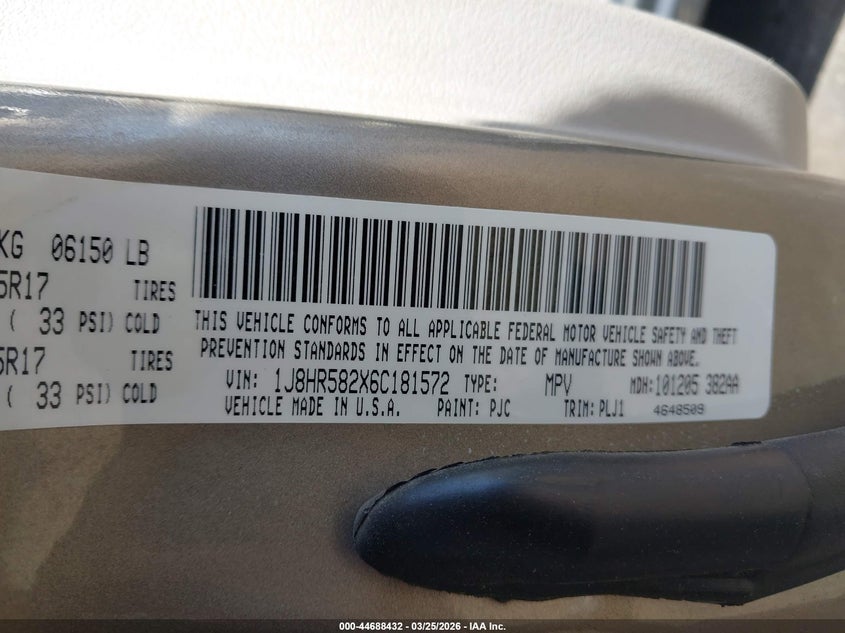 KG 06150 LB
5R17 TIRES
( 33 PSI) COLD
5R17 TIRES
( 33 PSI) COLD
THIS VEHICLE CONFORMS TO ALL APPLICABLE FEDERAL MOTOR VEHICLE SAFETY AND THEFT
PREVENTION STANDARDS IN EFFECT ON THE DATE OF MANUFACTURE SHOWN ABOVE.
VIN: 1J8HR582X6C181572 TYPE: MPV MDH: 101205 382AA
VEHICLE MADE IN U.S.A. PAINT: PJC TRIM: PLJ1 4648509
000-44688432 - 03/25/2026 - IAA Inc.